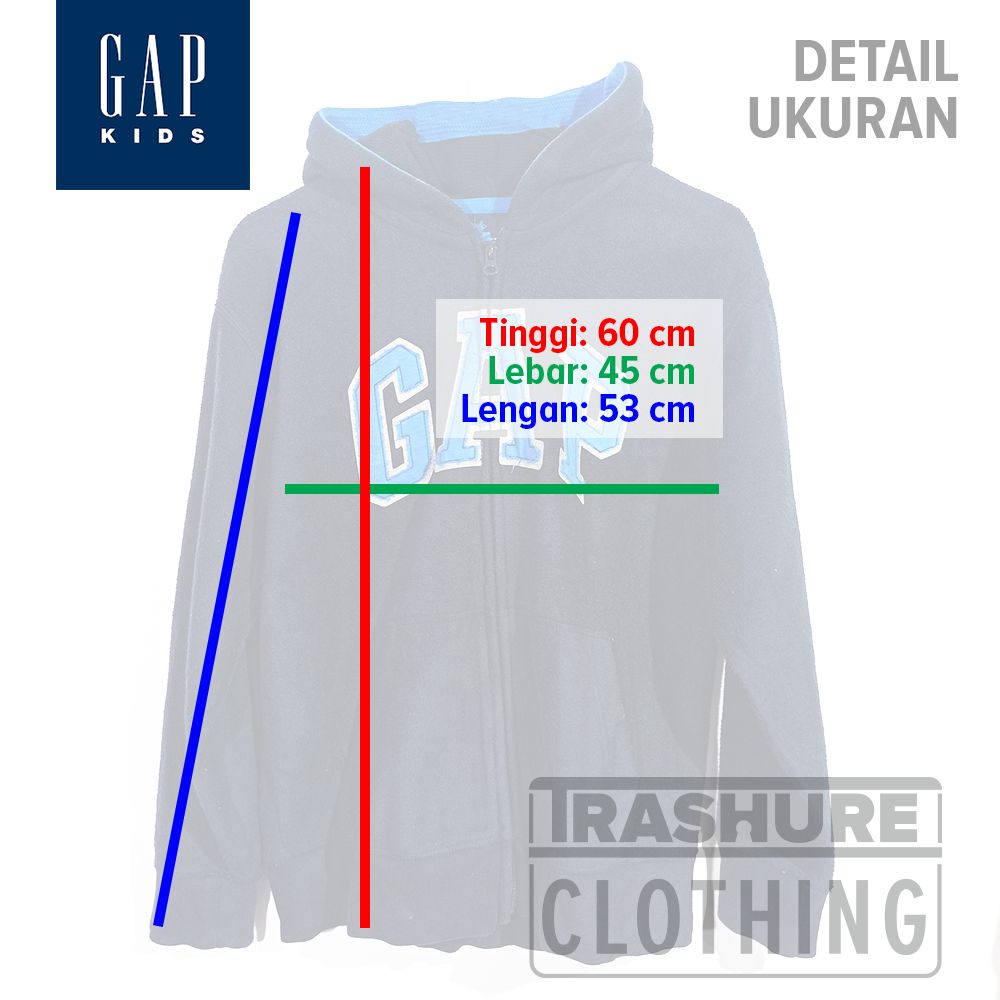 GAP
KIDS
DETAIL
UKURAN
Tinggi: 60 cm
Lebar: 45 cm
Lengan: 53 cm
GAP
TRASHURE
CLOTHING